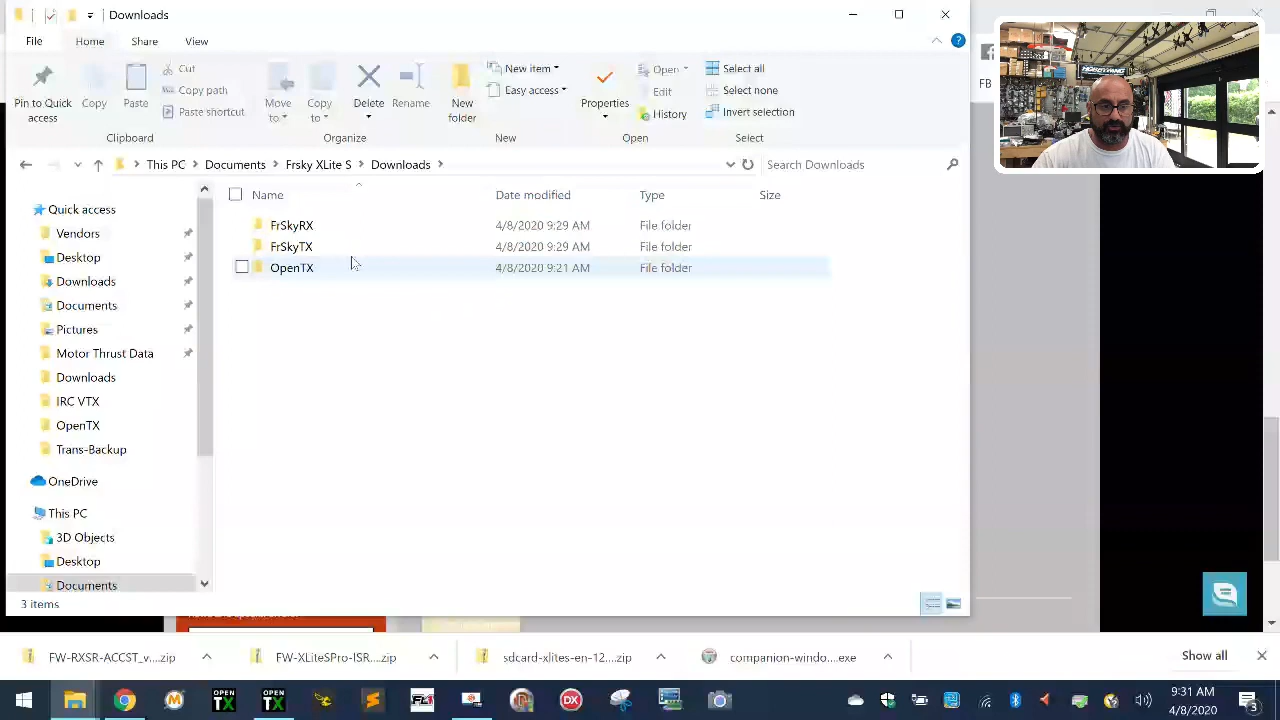 Downloads
File
Home
Share
View
FB
Pin to Quick access
Copy
Paste
Cut
Copy path
Paste shortcut
Clipboard
Move to
Copy to
Delete
Rename
Organize
New folder
New item
Easy access
New
Properties
Open
Edit
History
Open
Select all
Select none
Invert selection
Select
This PC
Documents
Frsky XLite S
Downloads
Search Downloads
Name
Date modified
Type
Size
FrSkyRX
4/8/2020 9:29 AM
File folder
FrSkyTX
4/8/2020 9:29 AM
File folder
OpenTX
4/8/2020 9:21 AM
File folder
Quick access
Vendors
Desktop
Downloads
Documents
Pictures
Motor Thrust Data
Downloads
IRC VTX
OpenTX
Trans-Backup
OneDrive
This PC
3D Objects
Desktop
Documents
3 items
FW-RXSR-ACCST_v....zip
FW-XLiteSPro-ISR....zip
sdcard-xlites-en-12....zip
companion-windo....exe
Show all
OPEN TX
OPEN TX
9:31 AM
4/8/2020
3